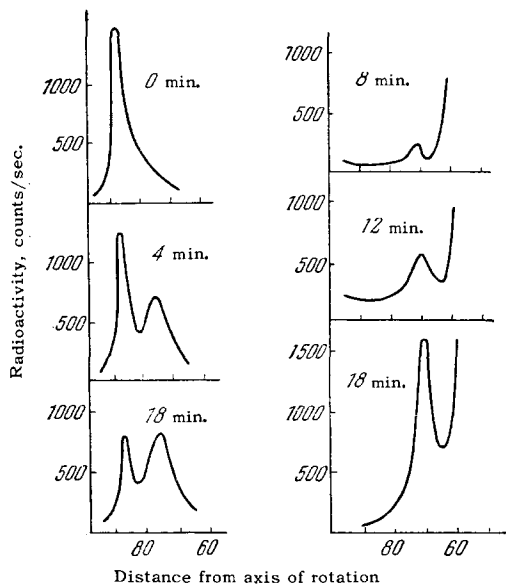 Radioactivity, counts/sec.
1000
500
0 min.
1000
500
4 min.
1000
500
18 min.
80 60
1000
500
8 min.
1000
500
12 min.
1500
1000
500
18 min.
80 60
Distance from axis of rotation